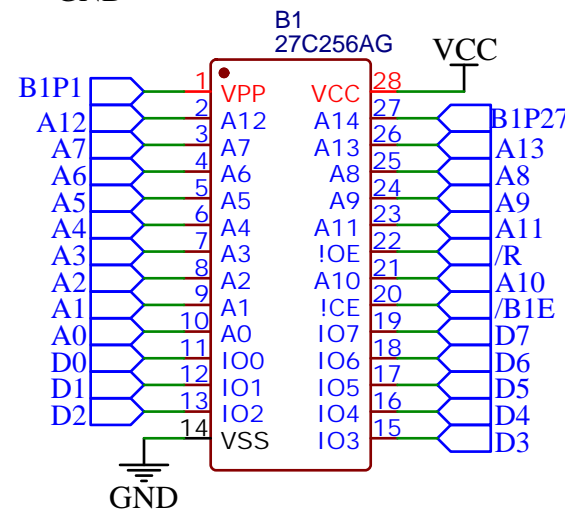 GND
B1
27C256AG
VCC
B1P1 1 VPP VCC 28
A12 2 A12 A14 27 B1P27
A7 3 A7 A13 26 A13
A6 4 A6 A8 25 A8
A5 5 A5 A9 24 A9
A4 6 A4 A11 23 A11
A3 7 A3 !OE 22 /R
A2 8 A2 A10 21 A10
A1 9 A1 !CE 20 /B1E
A0 10 A0 IO7 19 D7
D0 11 IO0 IO6 18 D6
D1 12 IO1 IO5 17 D5
D2 13 IO2 IO4 16 D4
14 VSS IO3 15 D3
GND